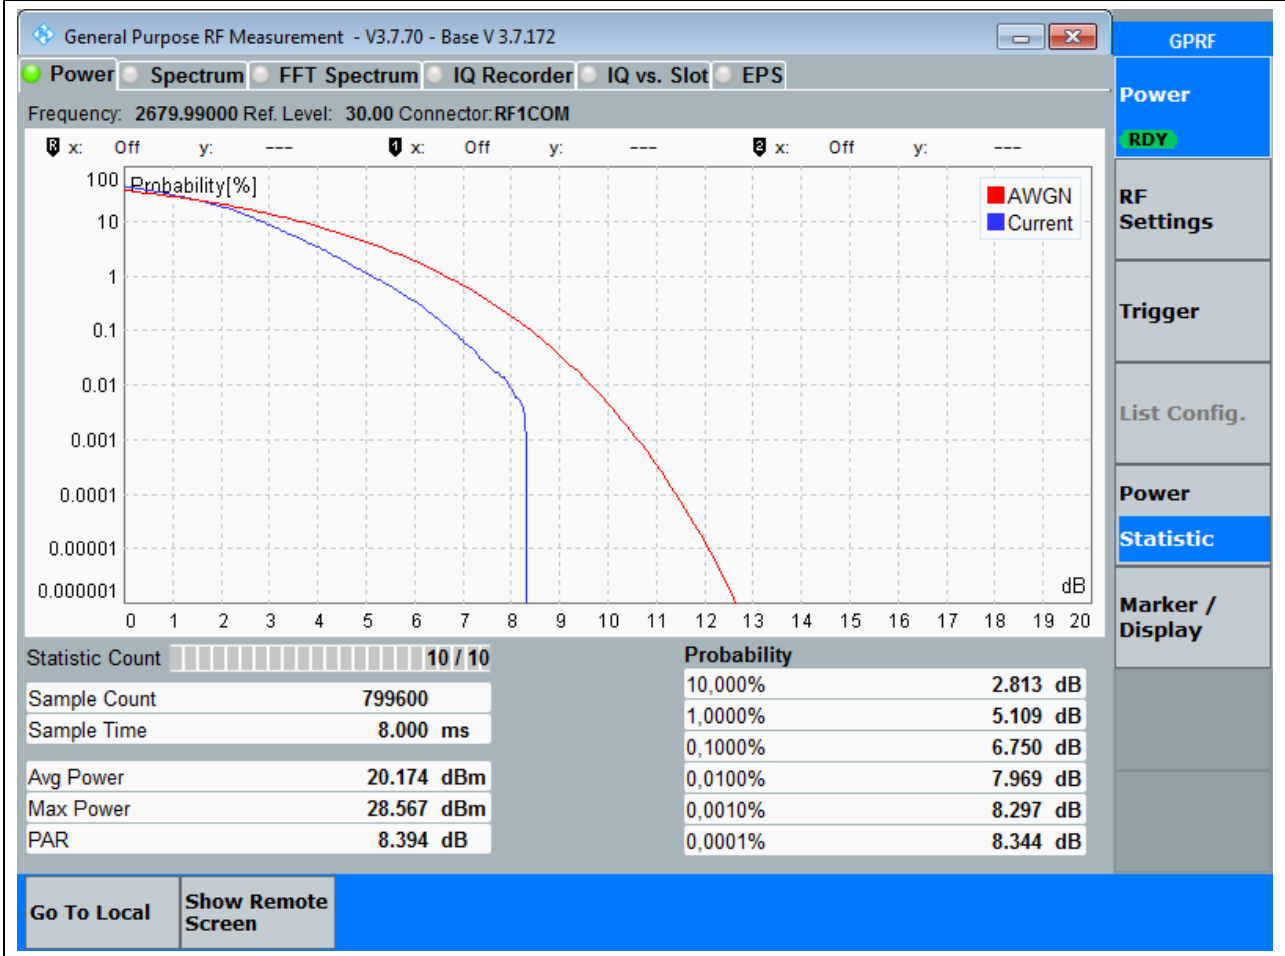 General Purpose RF Measurement - V3.7.70 - Base V 3.7.172
GPRF
Power Spectrum FFT Spectrum IQ Recorder IQ vs. Slot EPS
Frequency: 2679.99000 Ref. Level: 30.00 Connector:RF1COM
R x: Off y: --- 1 x: Off y: --- 2 x: Off y: ---
Probability[%]
AWGN
Current
100
10
1
0.1
0.01
0.001
0.0001
0.00001
0.000001
dB
0 1 2 3 4 5 6 7 8 9 10 11 12 13 14 15 16 17 18 19 20
Statistic Count 10 / 10
Sample Count 799600
Sample Time 8.000 ms
Avg Power 20.174 dBm
Max Power 28.567 dBm
PAR 8.394 dB
Probability
10,000% 2.813 dB
1,0000% 5.109 dB
0,1000% 6.750 dB
0,0100% 7.969 dB
0,0010% 8.297 dB
0,0001% 8.344 dB
Power
RDY
RF
Settings
Trigger
List Config.
Power
Statistic
Marker /
Display
Go To Local
Show Remote
Screen